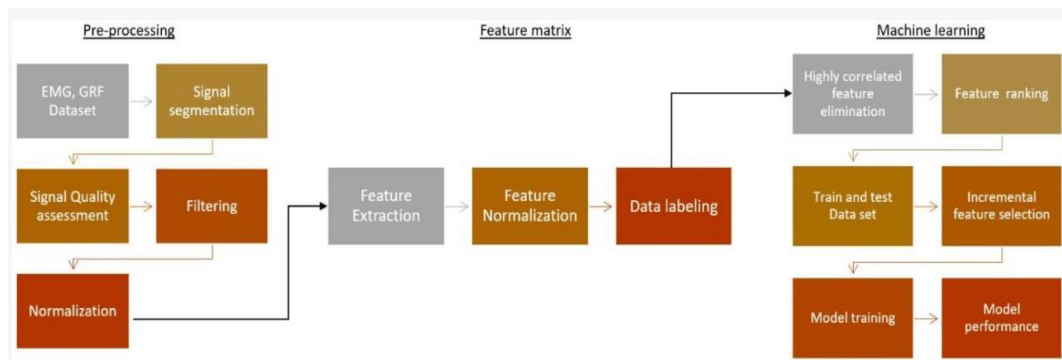 Pre-processing
EMG, GRF
Dataset
Signal
segmentation
Signal Quality
assessment
Filtering
Normalization
Feature matrix
Feature
Extraction
Feature
Normalization
Data labeling
Machine learning
Highly correlated
feature
elimination
Feature ranking
Train and test
Data set
Incremental
feature selection
Model training
Model
performance